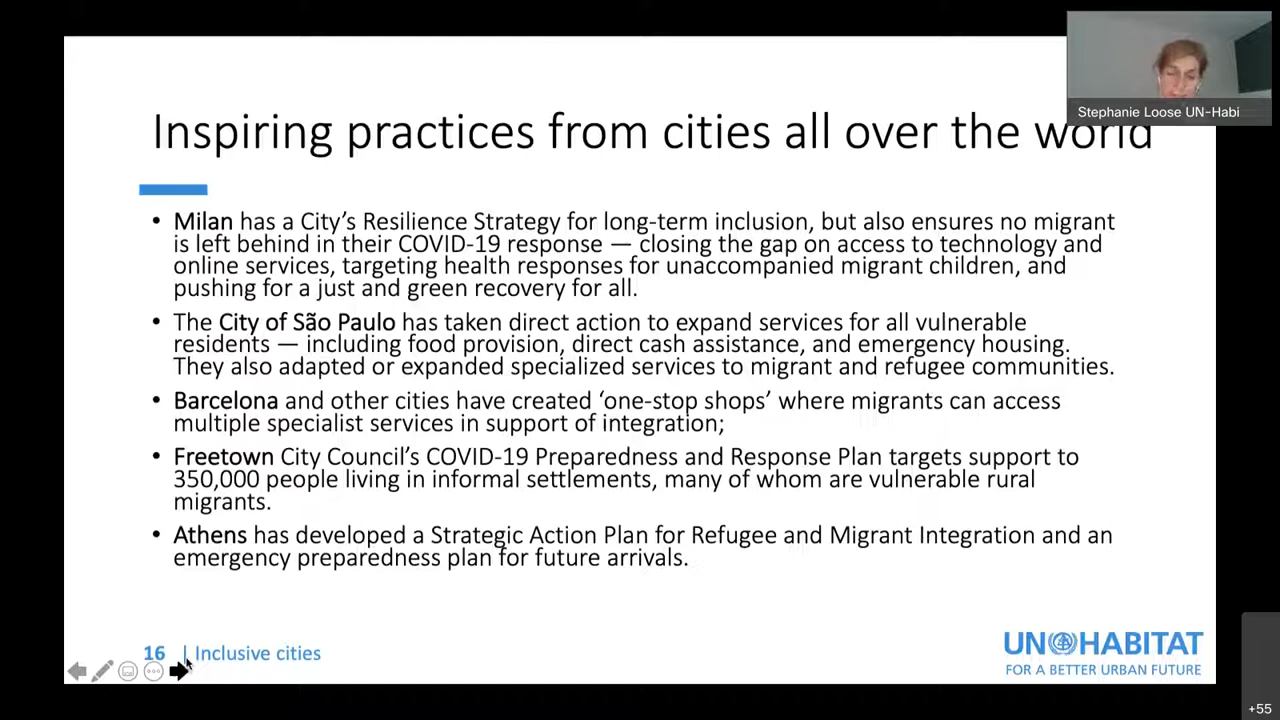 Stephanie Loose UN-Habi
Inspiring practices from cities all over the world
• Milan has a City’s Resilience Strategy for long-term inclusion, but also ensures no migrant
is left behind in their COVID-19 response — closing the gap on access to technology and
online services, targeting health responses for unaccompanied migrant children, and
pushing for a just and green recovery for all.
• The City of São Paulo has taken direct action to expand services for all vulnerable
residents — including food provision, direct cash assistance, and emergency housing.
They also adapted or expanded specialized services to migrant and refugee communities.
• Barcelona and other cities have created ‘one-stop shops’ where migrants can access
multiple specialist services in support of integration;
• Freetown City Council’s COVID-19 Preparedness and Response Plan targets support to
350,000 people living in informal settlements, many of whom are vulnerable rural
migrants.
• Athens has developed a Strategic Action Plan for Refugee and Migrant Integration and an
emergency preparedness plan for future arrivals.
16 | Inclusive cities
UN HABITAT
FOR A BETTER URBAN FUTURE
+55